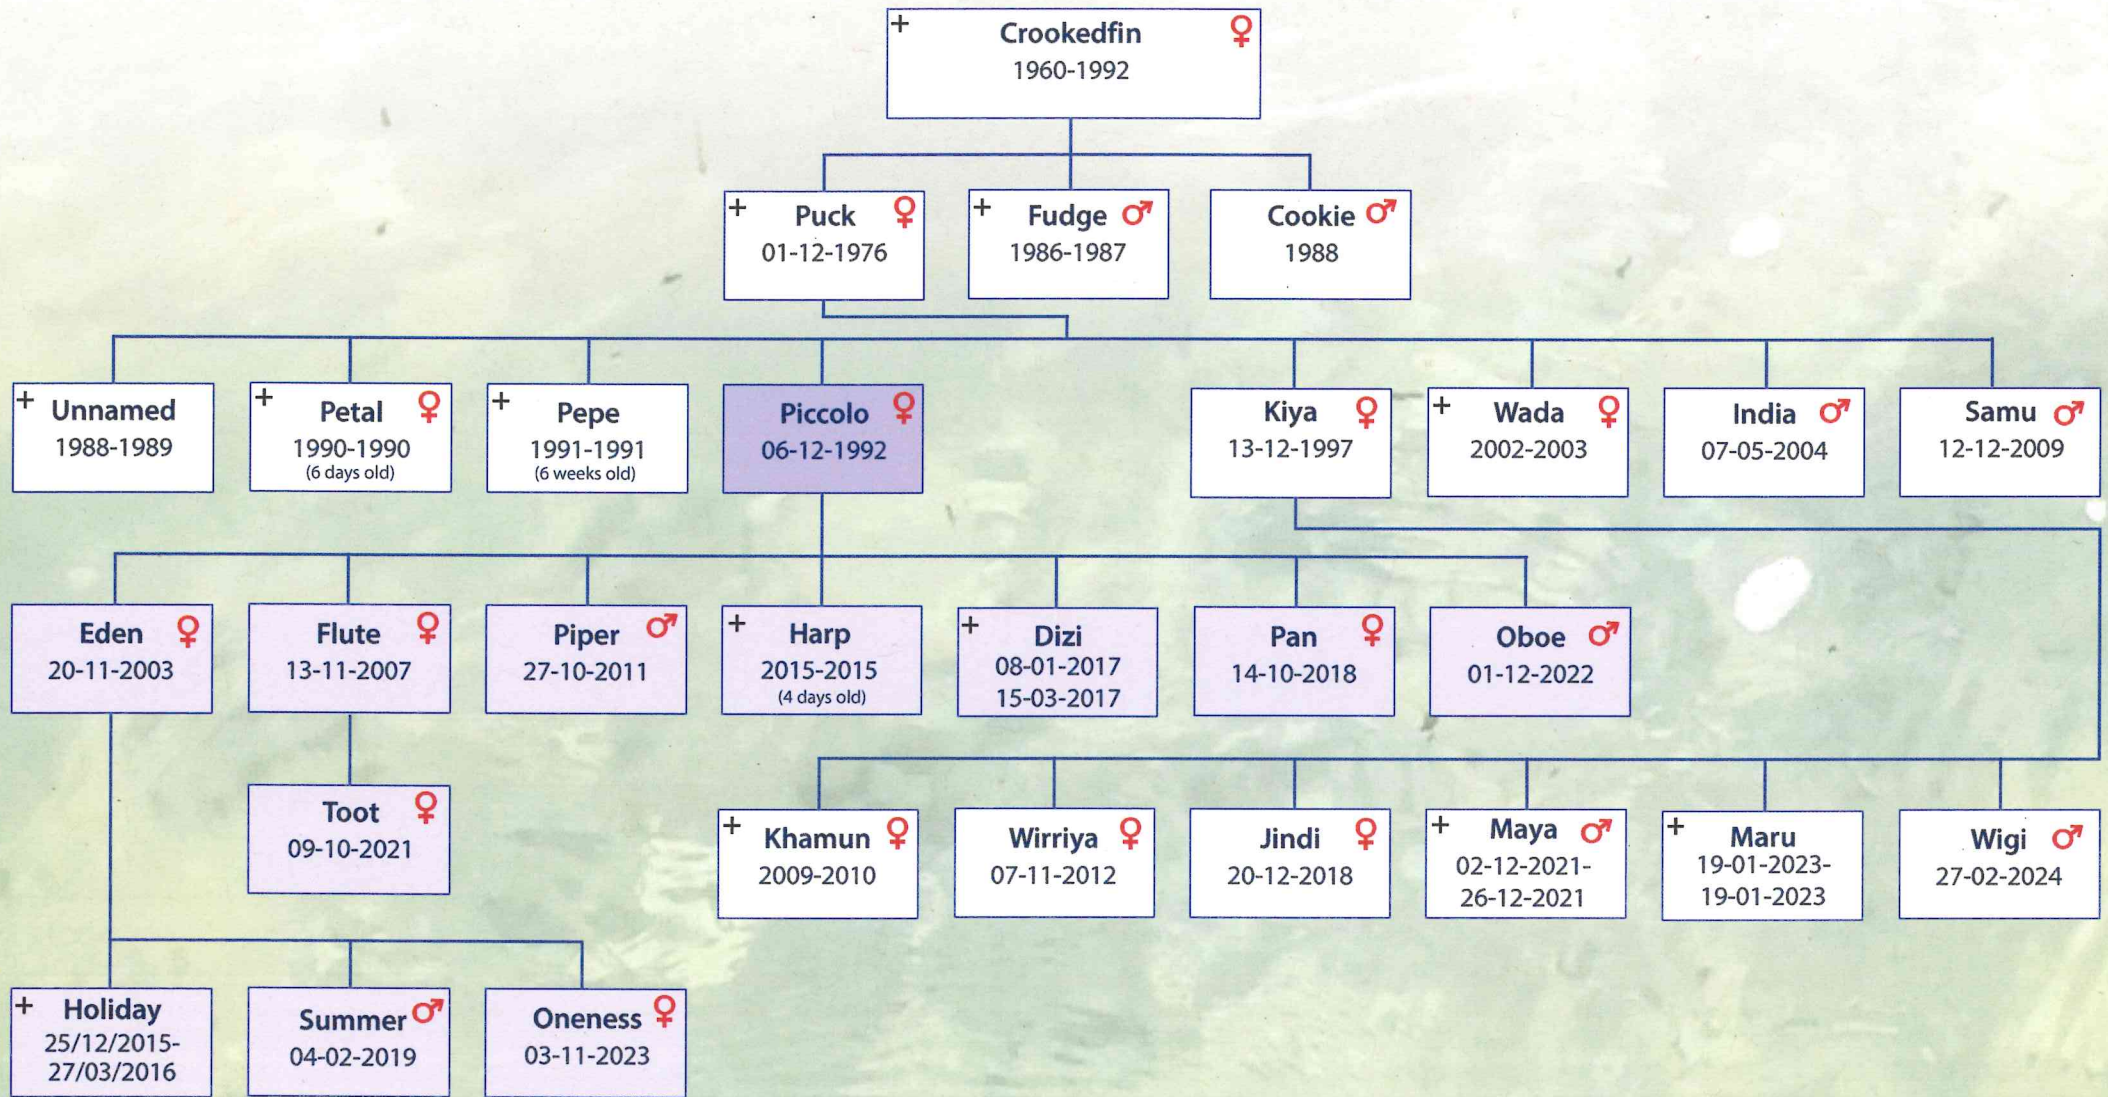 + Crookedfin ♀
1960-1992
+ Puck ♀
01-12-1976
+ Fudge ♂
1986-1987
Cookie ♂
1988
+ Unnamed
1988-1989
+ Petal ♀
1990-1990
(6 days old)
+ Pepe
1991-1991
(6 weeks old)
Piccolo ♀
06-12-1992
Kiya ♀
13-12-1997
+ Wada ♀
2002-2003
India ♂
07-05-2004
Samu ♂
12-12-2009
Eden ♀
20-11-2003
Flute ♀
13-11-2007
Piper ♂
27-10-2011
+ Harp
2015-2015
(4 days old)
+ Dizi
08-01-2017
15-03-2017
Pan ♀
14-10-2018
Oboe ♂
01-12-2022
Toot ♀
09-10-2021
+ Khamun ♀
2009-2010
Wirriya ♀
07-11-2012
Jindi ♀
20-12-2018
+ Maya ♂
02-12-2021-
26-12-2021
+ Maru
19-01-2023-
19-01-2023
Wigi ♂
27-02-2024
+ Holiday
25/12/2015-
27/03/2016
Summer ♂
04-02-2019
Oneness ♀
03-11-2023